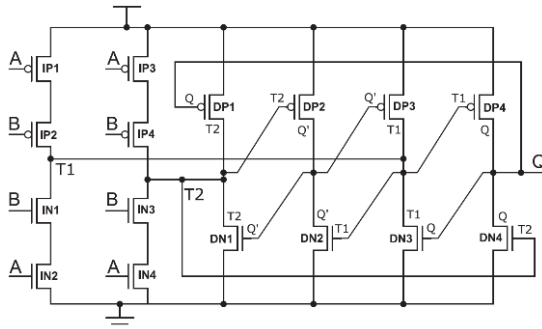 A IP1 A IP3
Q DP1 T2 DP2 Q' DP3 T1 DP4
T2 Q' T1 Q
B IP2 B IP4
T1 T2 Q
B IN1 B IN3
T2 Q' T1 Q
DN1 Q' DN2 T1 DN3 Q DN4 T2
A IN2 A IN4